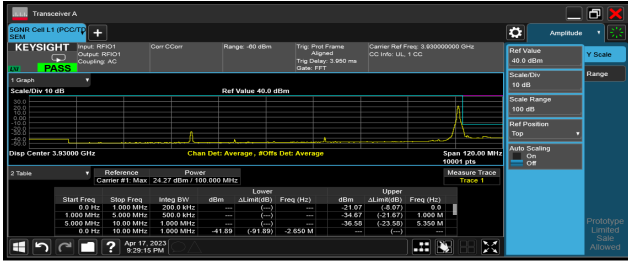 Transceiver A
5GNR Cell L1 (PCC/TP
SEM
+
Amplitude
KEYSIGHT
PASS
Input: RFIO1
Output: RFIO1
Coupling: AC
Corr CCorr
Range: -60 dBm
Trig: Prot Frame
Aligned
Trig Delay: 3.950 ms
Gate: FFT
Carrier Ref Freq: 3.930000000 GHz
CC Info: UL, 1 CC
Ref Value
40.0 dBm
Y Scale
Scale/Div
10 dB
Range
Scale Range
100 dB
Ref Position
Top
Auto Scaling
On
Off
1 Graph
Scale/Div 10 dB
Ref Value 40.0 dBm
30.0
20.0
10.0
0.00
-10.0
-20.0
-30.0
-40.0
-50.0
Disp Center 3.93000 GHz
Chan Det: Average, #Offs Det: Average
Span 120.00 MHz
10001 pts
2 Table
Reference
Power
Carrier #1: Max
24.27 dBm / 100.000 MHz
Measure Trace
Trace 1
Lower
Upper
Start Freq Stop Freq Integ BW dBm ΔLimit(dB) Freq (Hz) dBm ΔLimit(dB) Freq (Hz)
0.0 Hz 1.000 MHz 200.0 kHz --- (---) --- -21.07 (-8.07) 0.0
1.000 MHz 5.000 MHz 500.0 kHz --- (---) --- -34.67 (-21.67) 1.000 M
5.000 MHz 10.00 MHz 1.000 MHz --- (---) --- -36.58 (-23.58) 5.350 M
0.0 Hz 10.00 MHz 1.000 MHz -41.89 (-91.89) -2.650 M --- (---) ---
Prototype
Limited
Sale
Allowed
?
Apr 17, 2023
9:29:15 PM